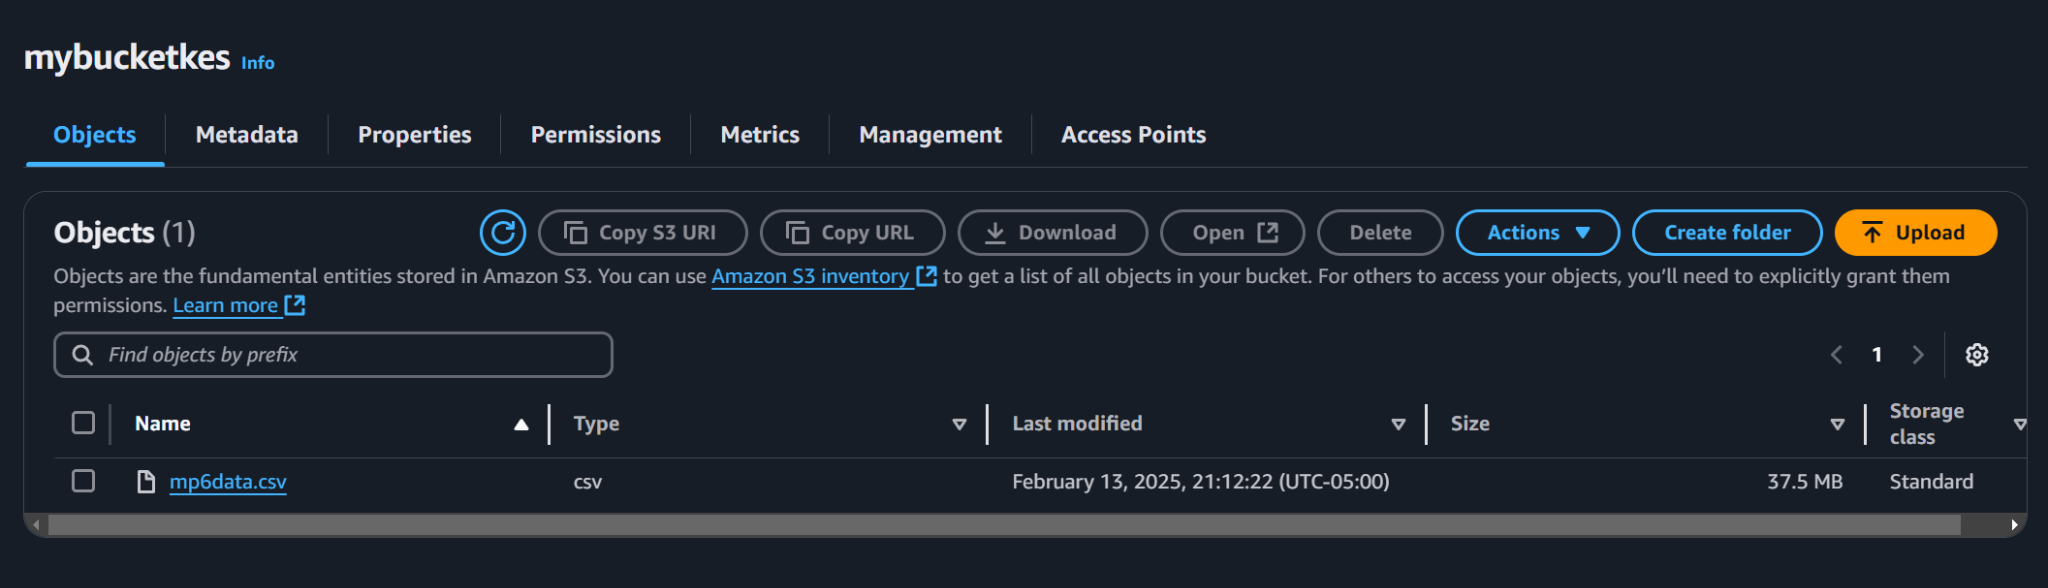 mybucketkes Info
Objects Metadata Properties Permissions Metrics Management Access Points
Objects (1) Copy S3 URI Copy URL Download Open Delete Actions Create folder Upload
Objects are the fundamental entities stored in Amazon S3. You can use Amazon S3 inventory to get a list of all objects in your bucket. For others to access your objects, you'll need to explicitly grant them
permissions. Learn more
Find objects by prefix 1
Name Type Last modified Size Storage class
mp6data.csv csv February 13, 2025, 21:12:22 (UTC-05:00) 37.5 MB Standard